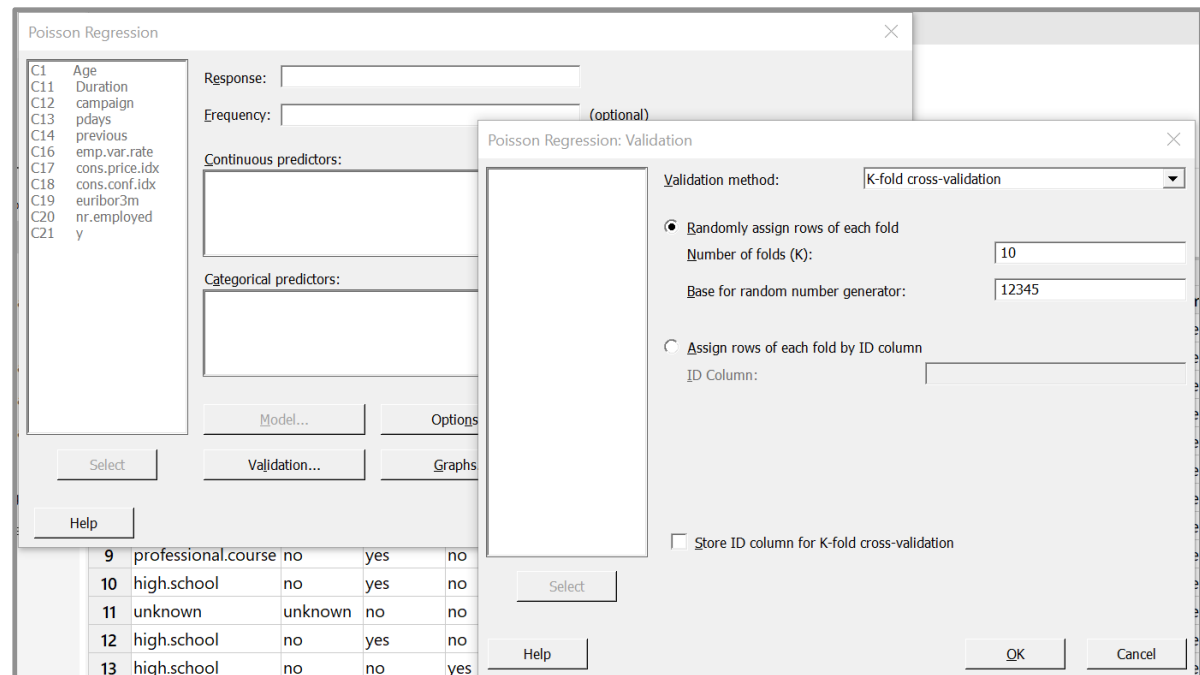 Poisson Regression
C1 Age
C11 Duration
C12 campaign
C13 pdays
C14 previous
C16 emp.var.rate
C17 cons.price.idx
C18 cons.conf.idx
C19 euribor3m
C20 nr.employed
C21 y
Response:
Frequency: (optional)
Continuous predictors:
Categorical predictors:
Model... Options
Select Validation... Graphs
Help
Poisson Regression: Validation
Validation method: K-fold cross-validation
Randomly assign rows of each fold
Number of folds (K): 10
Base for random number generator: 12345
Assign rows of each fold by ID column
ID Column:
Store ID column for K-fold cross-validation
Select
Help OK Cancel
9 professional.course no yes no
10 high.school no yes no
11 unknown unknown no no
12 high.school no yes no
13 high.school no no yes